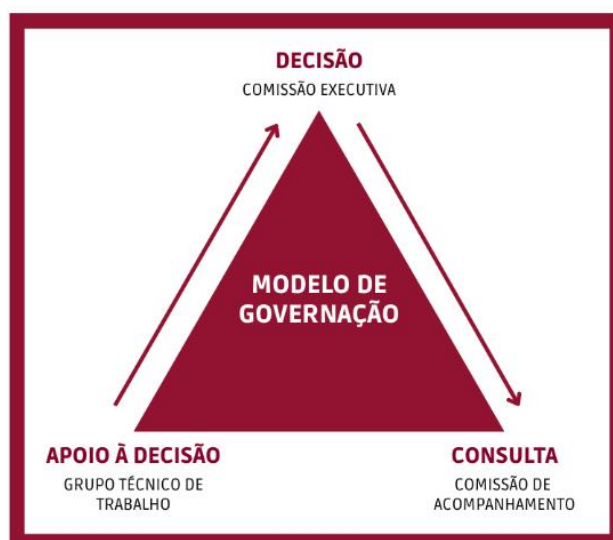 DECISÃO
COMISSÃO EXECUTIVA
MODELO DE
GOVERNAÇÃO
APOIO À DECISÃO
GRUPO TÉCNICO DE
TRABALHO
CONSULTA
COMISSÃO DE
ACOMPANHAMENTO